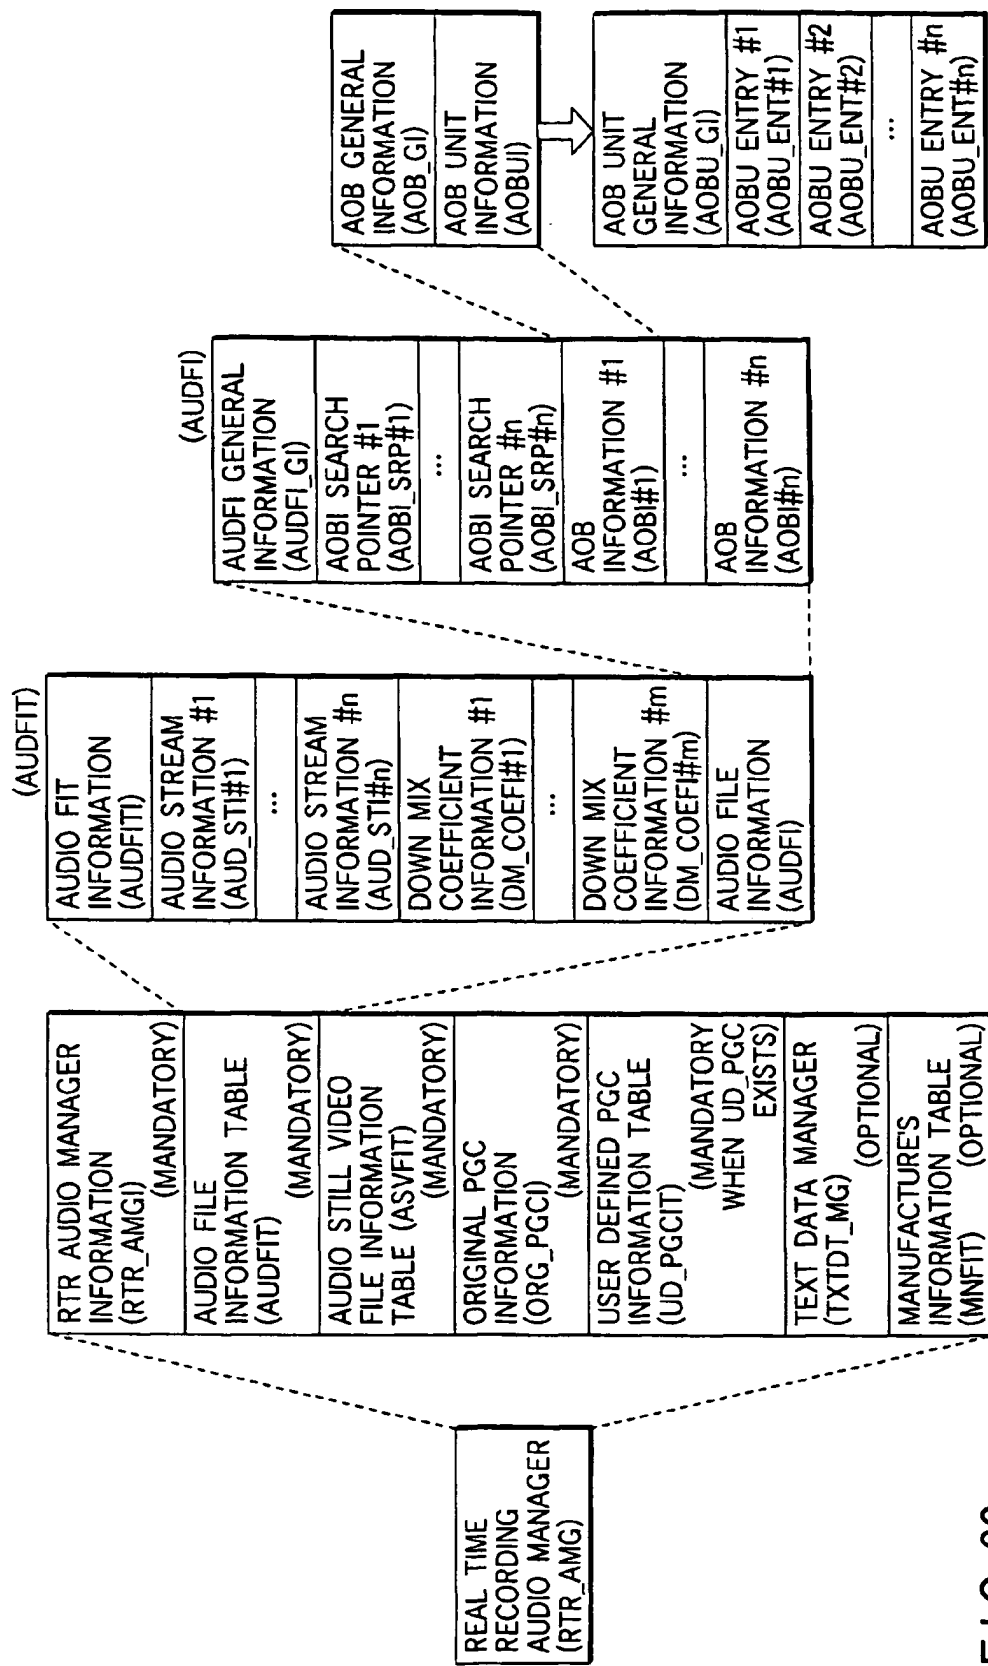 REAL TIME
RECORDING
AUDIO MANAGER
(RTR_AMG)
RTR AUDIO MANAGER
INFORMATION
(RTR_AMGI)
(MANDATORY)
AUDIO FILE
INFORMATION TABLE
(AUDFIT)
(MANDATORY)
AUDIO STILL VIDEO
FILE INFORMATION
TABLE (ASVFIT)
(MANDATORY)
ORIGINAL PGC
INFORMATION
(ORG_PGCI)
(MANDATORY)
USER DEFINED PGC
INFORMATION TABLE
(UD_PGCIT)
(MANDATORY
WHEN UD_PGC
EXISTS)
TEXT DATA MANAGER
(TXTDT_MG)
(OPTIONAL)
MANUFACTURE'S
INFORMATION TABLE
(MNFIT) (OPTIONAL)
(AUDFIT)
AUDIO FIT
INFORMATION
(AUDFITI)
AUDIO STREAM
INFORMATION #1
(AUD_STI#1)
...
AUDIO STREAM
INFORMATION #n
(AUD_STI#n)
DOWN MIX
COEFFICIENT
INFORMATION #1
(DM_COEFI#1)
...
DOWN MIX
COEFFICIENT
INFORMATION #m
(DM_COEFI#m)
AUDIO FILE
INFORMATION
(AUDFI)
(AUDFI)
AUDFI GENERAL
INFORMATION
(AUDFI_GI)
AOBI SEARCH
POINTER #1
(AOBI_SRP#1)
...
AOBI SEARCH
POINTER #n
(AOBI_SRP#n)
AOB
INFORMATION #1
(AOBI#1)
...
AOB
INFORMATION #n
(AOBI#n)
AOB GENERAL
INFORMATION
(AOB_GI)
AOB UNIT
INFORMATION
(AOBUI)
AOB UNIT
GENERAL
INFORMATION
(AOBU_GI)
AOBU ENTRY #1
(AOBU_ENT#1)
AOBU ENTRY #2
(AOBU_ENT#2)
...
AOBU ENTRY #n
(AOBU_ENT#n)